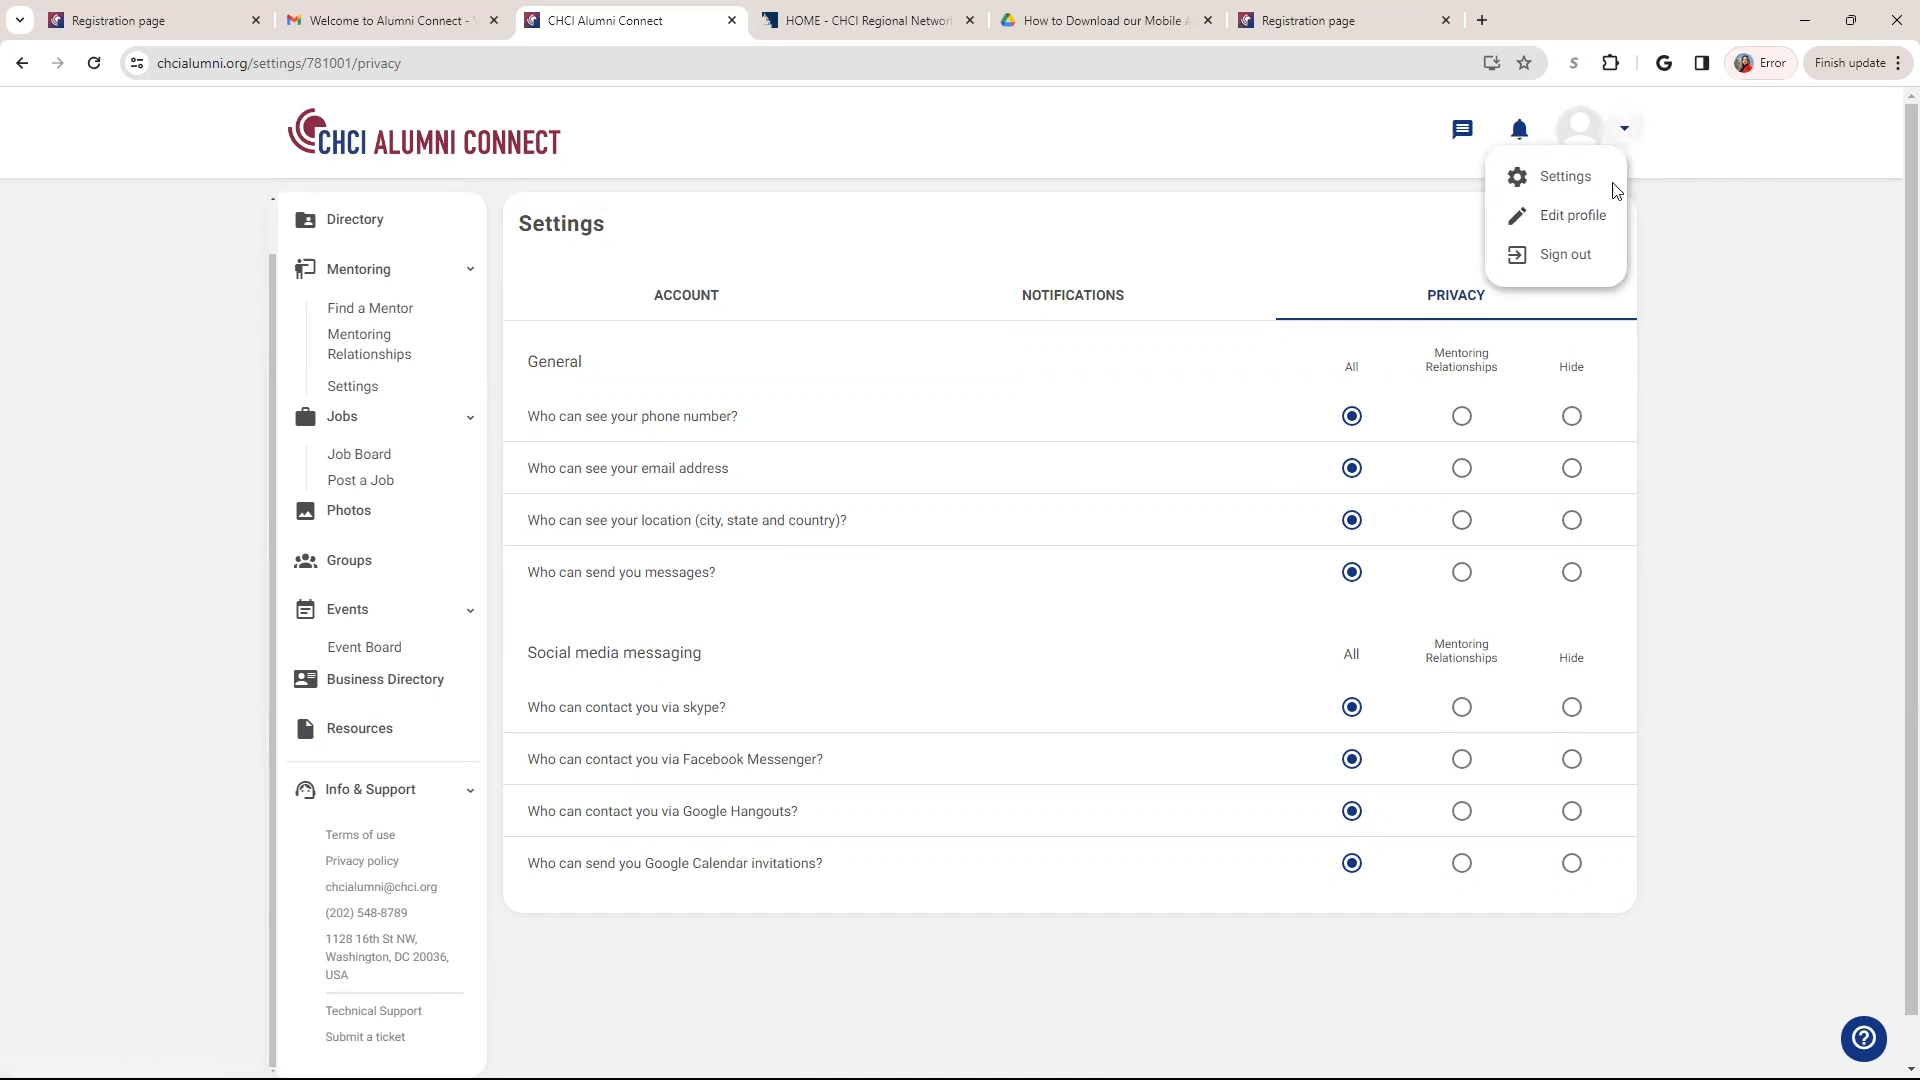 Registration page
Welcome to Alumni Connect -
CHCI Alumni Connect
HOME - CHCI Regional Networ
How to Download our Mobile A
Registration page
chcialumni.org/settings/781001/privacy
Error
Finish update
CHCI ALUMNI CONNECT
Settings
Edit profile
Sign out
Directory
Mentoring
Find a Mentor
Mentoring
Relationships
Settings
Jobs
Job Board
Post a Job
Photos
Groups
Events
Event Board
Business Directory
Resources
Info & Support
Terms of use
Privacy policy
chcialumni@chci.org
(202) 548-8789
1128 16th St NW,
Washington, DC 20036,
USA
Technical Support
Submit a ticket
Settings
ACCOUNT NOTIFICATIONS PRIVACY
General All Mentoring Relationships Hide
Who can see your phone number?
Who can see your email address
Who can see your location (city, state and country)?
Who can send you messages?
Social media messaging All Mentoring Relationships Hide
Who can contact you via skype?
Who can contact you via Facebook Messenger?
Who can contact you via Google Hangouts?
Who can send you Google Calendar invitations?